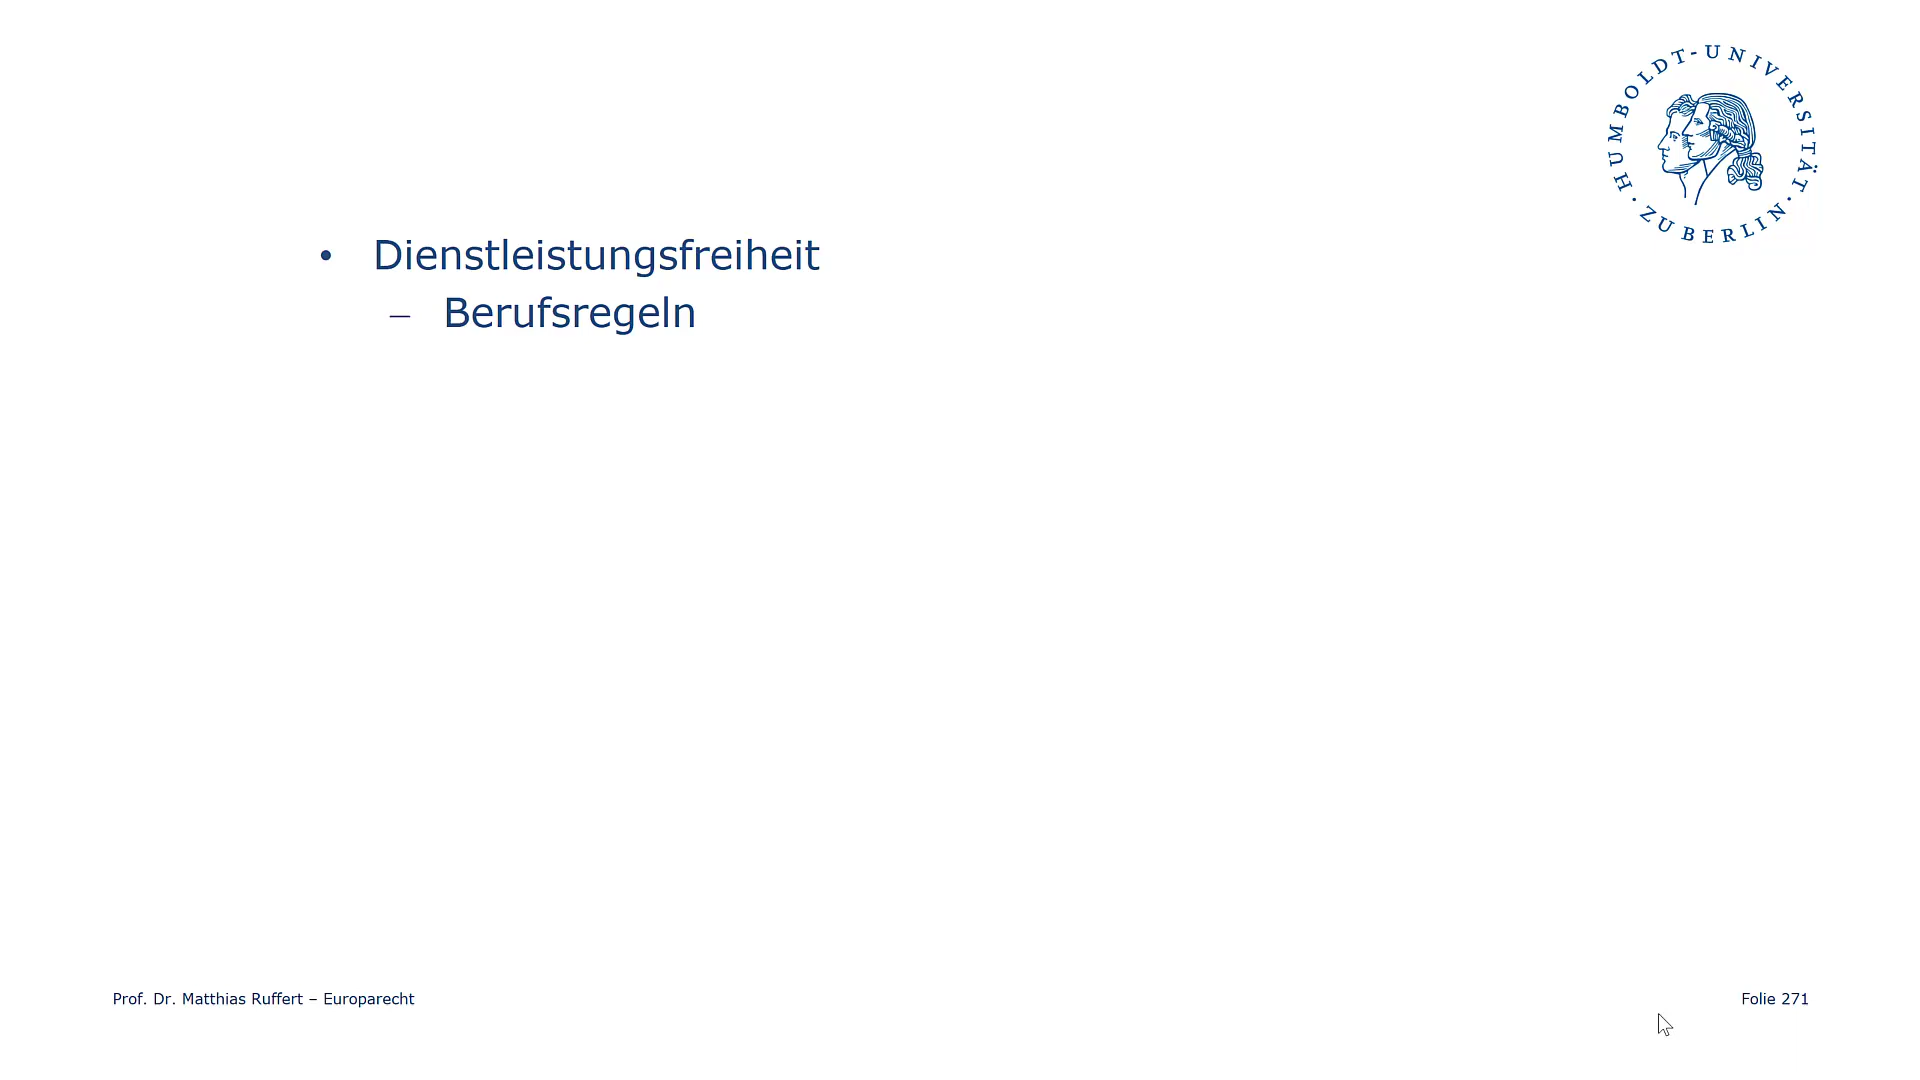 HUMBOLDT-UNIVERSITÄT · ZU BERLIN ·
• Dienstleistungsfreiheit
– Berufsregeln
Prof. Dr. Matthias Ruffert – Europarecht
Folie 271